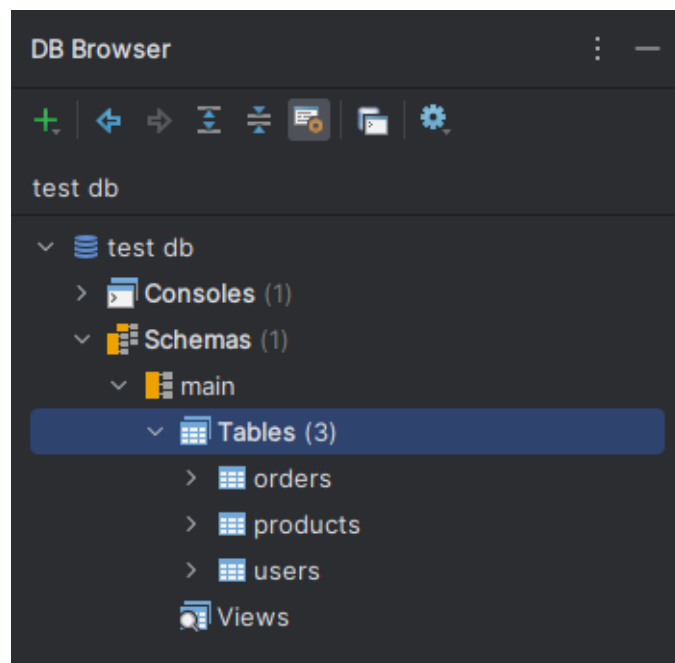 DB Browser
test db
test db
Consoles (1)
Schemas (1)
main
Tables (3)
orders
products
users
Views